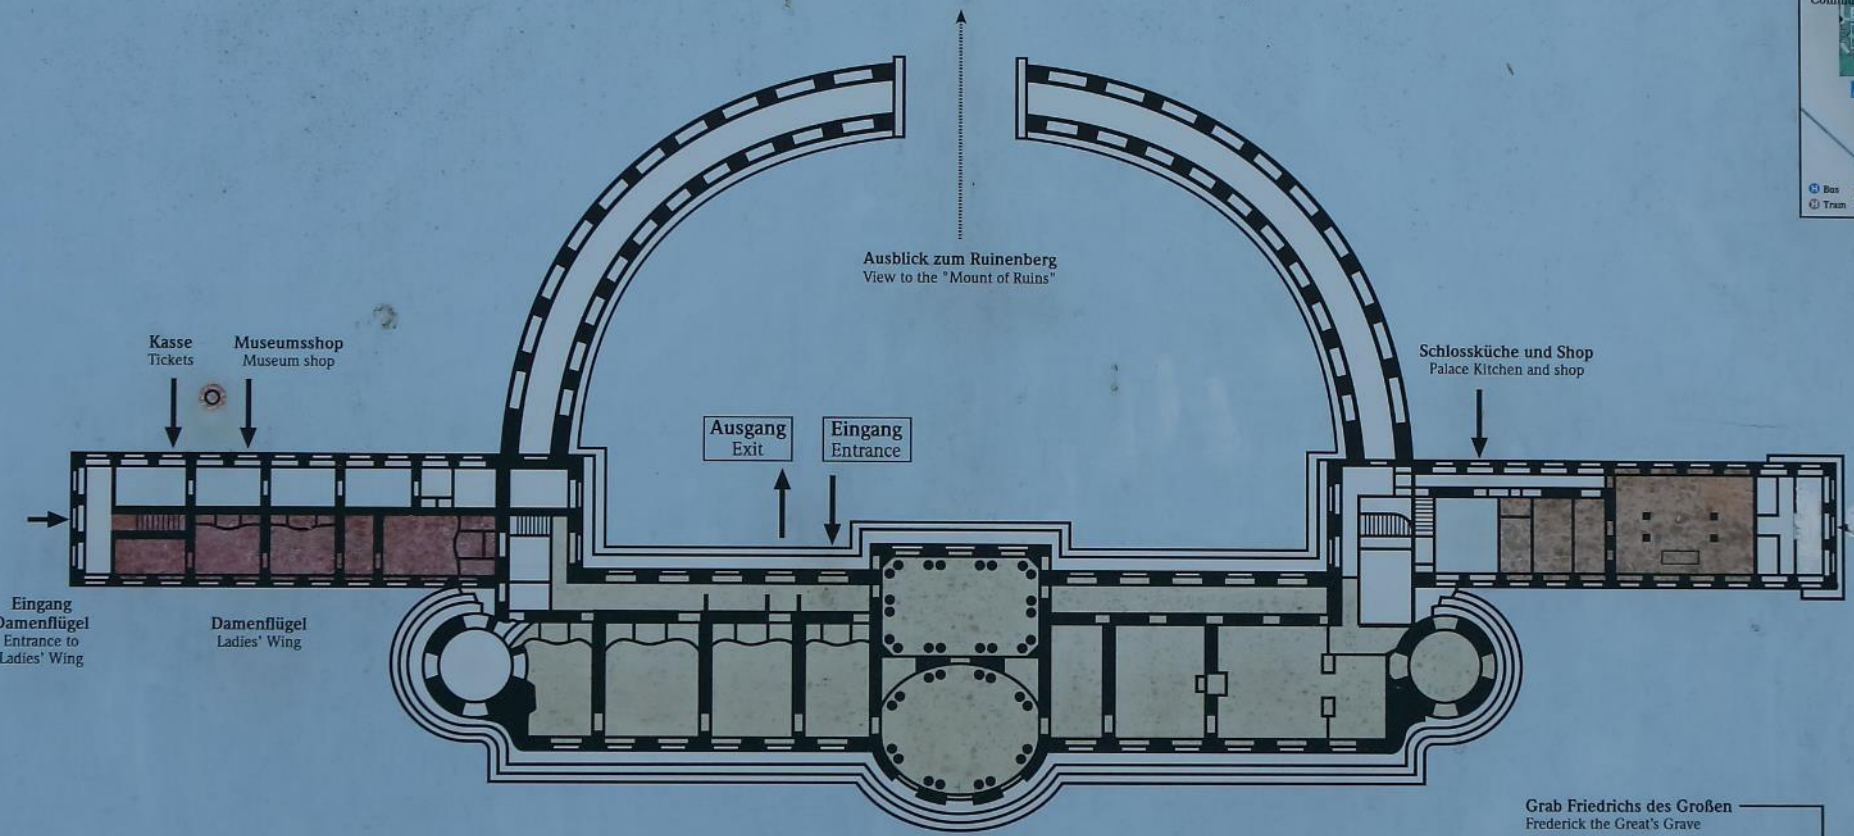 Bus
Tram
Ausblick zum Ruinenberg
View to the "Mount of Ruins"
Kasse
Tickets
Museumsshop
Museum shop
Schlossküche und Shop
Palace Kitchen and shop
Ausgang
Exit
Eingang
Entrance
Eingang
Damenflügel
Entrance to
Ladies' Wing
Damenflügel
Ladies' Wing
Grab Friedrichs des Großen
Frederick the Great's Grave